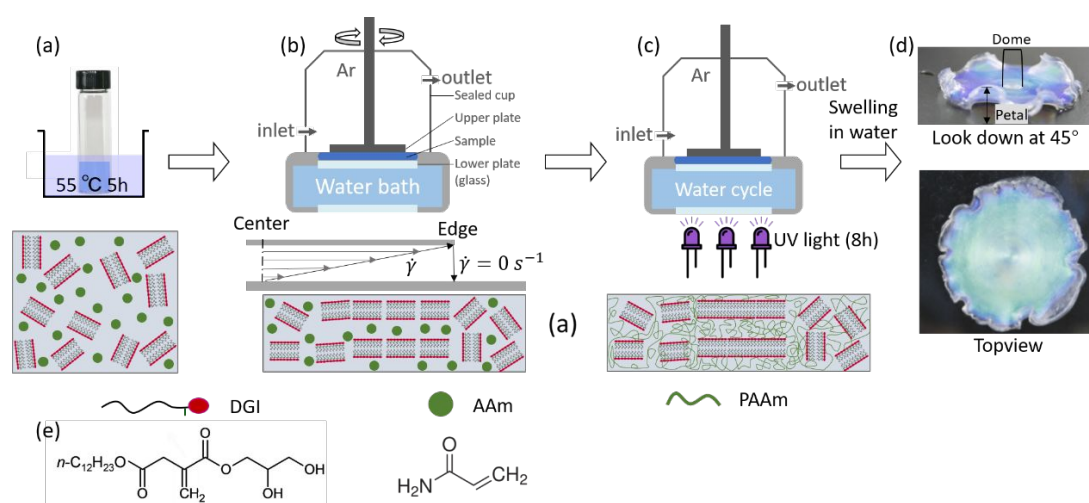 (a)
55 °C 5h
(b)
Ar
inlet
outlet
Sealed cup
Upper plate
Sample
Lower plate
(glass)
Water bath
Center
Edge
γ̇
γ̇ = 0 s⁻¹
(c)
Ar
inlet
outlet
Water cycle
UV light (8h)
(a)
Swelling
in water
(d)
Dome
Petal
Look down at 45°
Topview
DGI
AAm
PAAm
(e)
n-C₁₂H₂₃O
O
O
O
CH₂
OH
OH
O
H₂N
CH₂